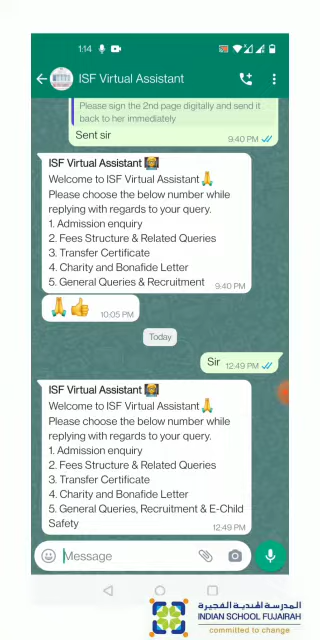 1:14
ISF Virtual Assistant
Please sign the 2nd page digitally and send it
back to her immediately
Sent sir
9:40 PM
ISF Virtual Assistant 👩‍🏫
Welcome to ISF Virtual Assistant🙏
Please choose the below number while
replying with regards to your query.
1. Admission enquiry
2. Fees Structure & Related Queries
3. Transfer Certificate
4. Charity and Bonafide Letter
5. General Queries & Recruitment
9:40 PM
🙏👍 10:05 PM
Today
Sir 12:49 PM
ISF Virtual Assistant 👩‍🏫
Welcome to ISF Virtual Assistant🙏
Please choose the below number while
replying with regards to your query.
1. Admission enquiry
2. Fees Structure & Related Queries
3. Transfer Certificate
4. Charity and Bonafide Letter
5. General Queries, Recruitment & E-Child
Safety
12:49 PM
Message
المدرسة الهندية الفجيرة
INDIAN SCHOOL FUJAIRAH
committed to change